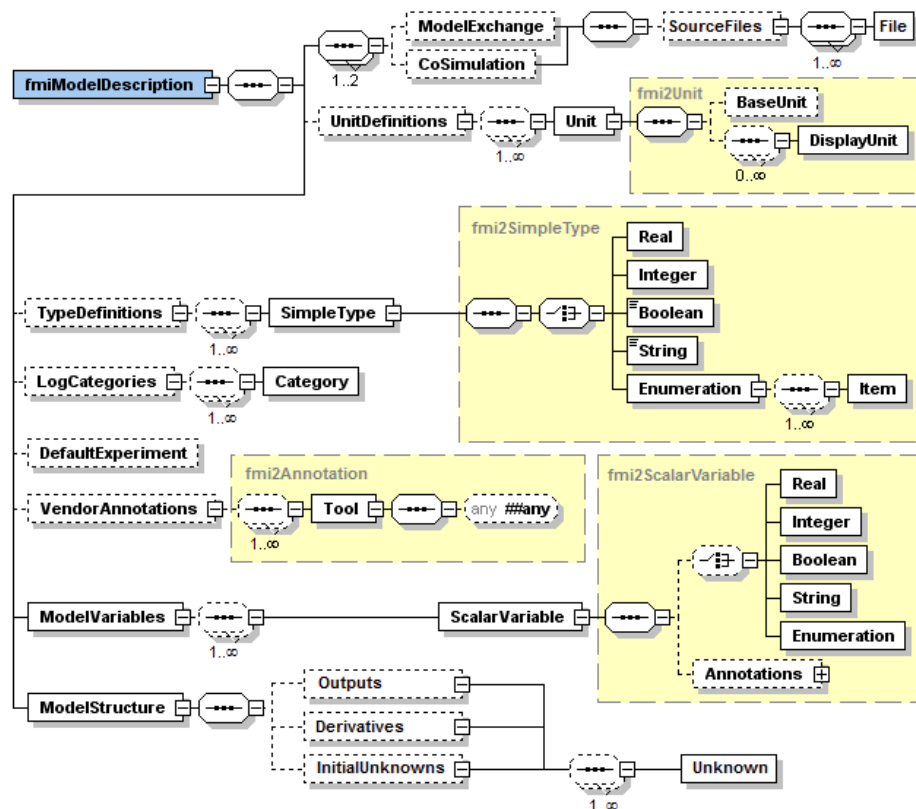 ModelExchange
SourceFiles
File
CoSimulation
1..2
1..∞
fmiModelDescription
fmi2Unit
BaseUnit
UnitDefinitions
Unit
1..∞
DisplayUnit
0..∞
fmi2SimpleType
Real
Integer
TypeDefinitions
SimpleType
Boolean
1..∞
String
LogCategories
Category
Enumeration
Item
1..∞
1..∞
DefaultExperiment
fmi2Annotation
fmi2ScalarVariable
Real
VendorAnnotations
Tool
any ##any
Integer
1..∞
Boolean
String
ModelVariables
ScalarVariable
1..∞
Enumeration
Annotations
Outputs
ModelStructure
Derivatives
InitialUnknowns
Unknown
1..∞